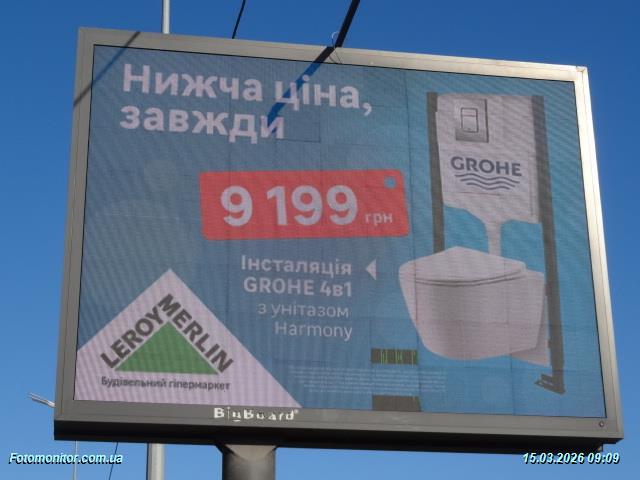 Нижча ціна,
завжди
GROHE
9 199 грн
Інсталяція
GROHE 4в1
з унітазом
Harmony
LEROY MERLIN
Будівельний гіпермаркет
BigBoard
Fotomonitor.com.ua
15.03.2026 09:09